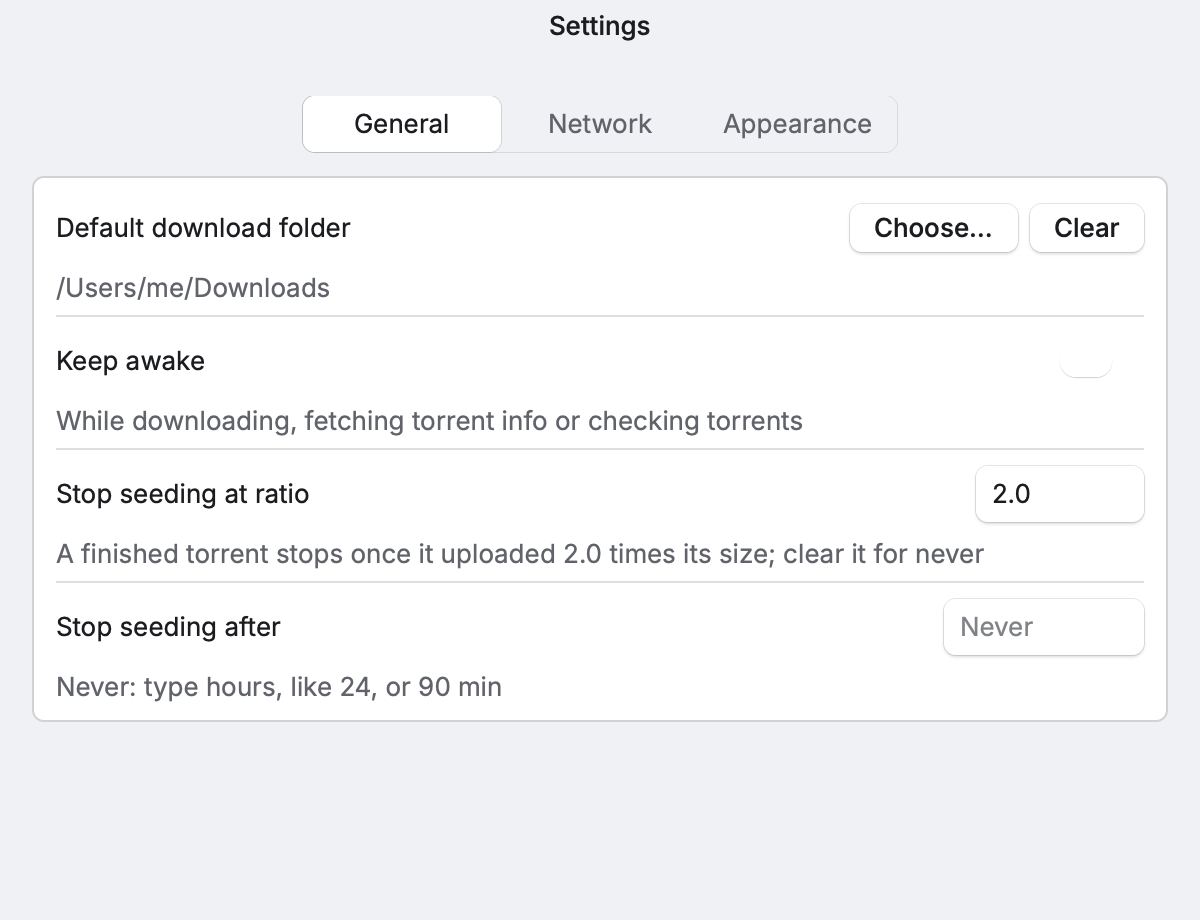 Settings
General Network Appearance
Default download folder Choose... Clear
/Users/me/Downloads
Keep awake
While downloading, fetching torrent info or checking torrents
Stop seeding at ratio 2.0
A finished torrent stops once it uploaded 2.0 times its size; clear it for never
Stop seeding after Never
Never: type hours, like 24, or 90 min